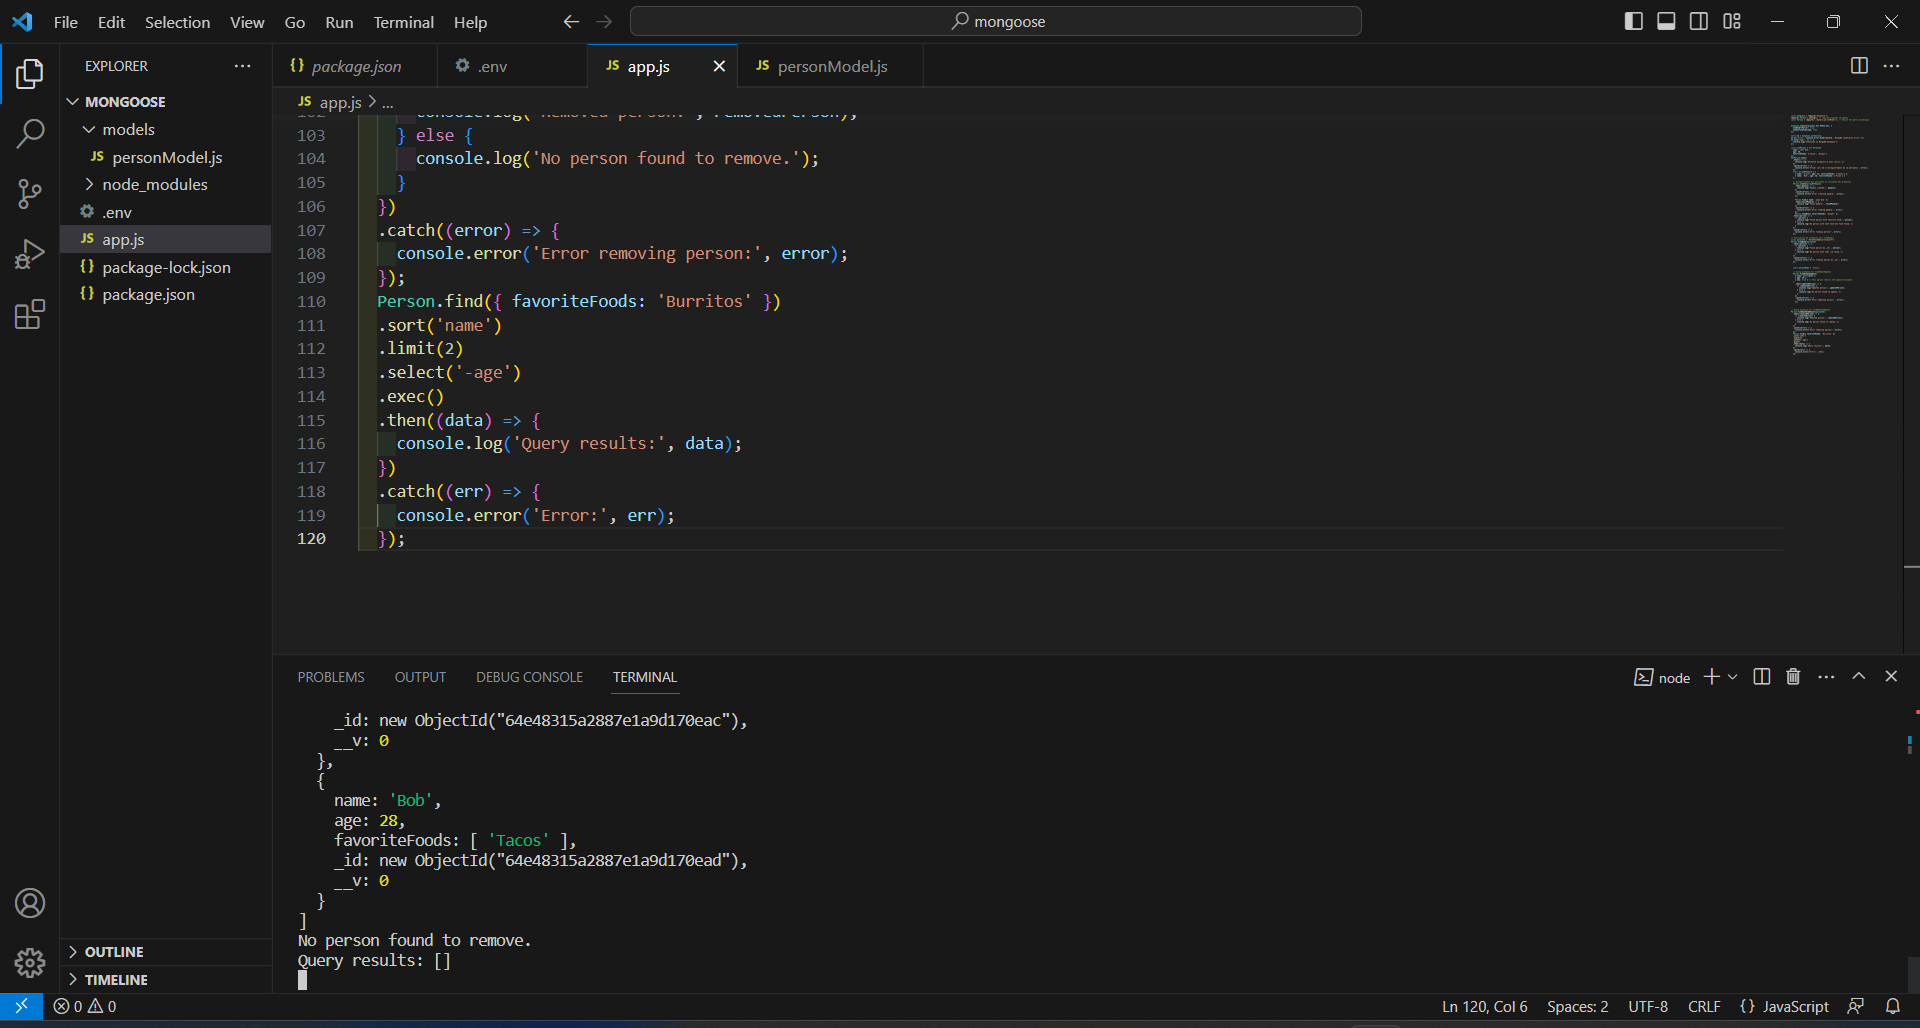 File Edit Selection View Go Run Terminal Help
mongoose
EXPLORER
MONGOOSE
models
JS personModel.js
node_modules
.env
JS app.js
{} package-lock.json
{} package.json
OUTLINE
TIMELINE
{} package.json
.env
JS app.js
JS personModel.js
JS app.js > ...
103 } else {
104 console.log('No person found to remove.');
105 }
106 })
107 .catch((error) => {
108 console.error('Error removing person:', error);
109 });
110 Person.find({ favoriteFoods: 'Burritos' })
111 .sort('name')
112 .limit(2)
113 .select('-age')
114 .exec()
115 .then((data) => {
116 console.log('Query results:', data);
117 })
118 .catch((err) => {
119 console.error('Error:', err);
120 });
PROBLEMS OUTPUT DEBUG CONSOLE TERMINAL
node
_id: new ObjectId("64e48315a2887e1a9d170eac"),
__v: 0
},
{
name: 'Bob',
age: 28,
favoriteFoods: [ 'Tacos' ],
_id: new ObjectId("64e48315a2887e1a9d170ead"),
__v: 0
}
]
No person found to remove.
Query results: []
0 0
Ln 120, Col 6 Spaces: 2 UTF-8 CRLF {} JavaScript